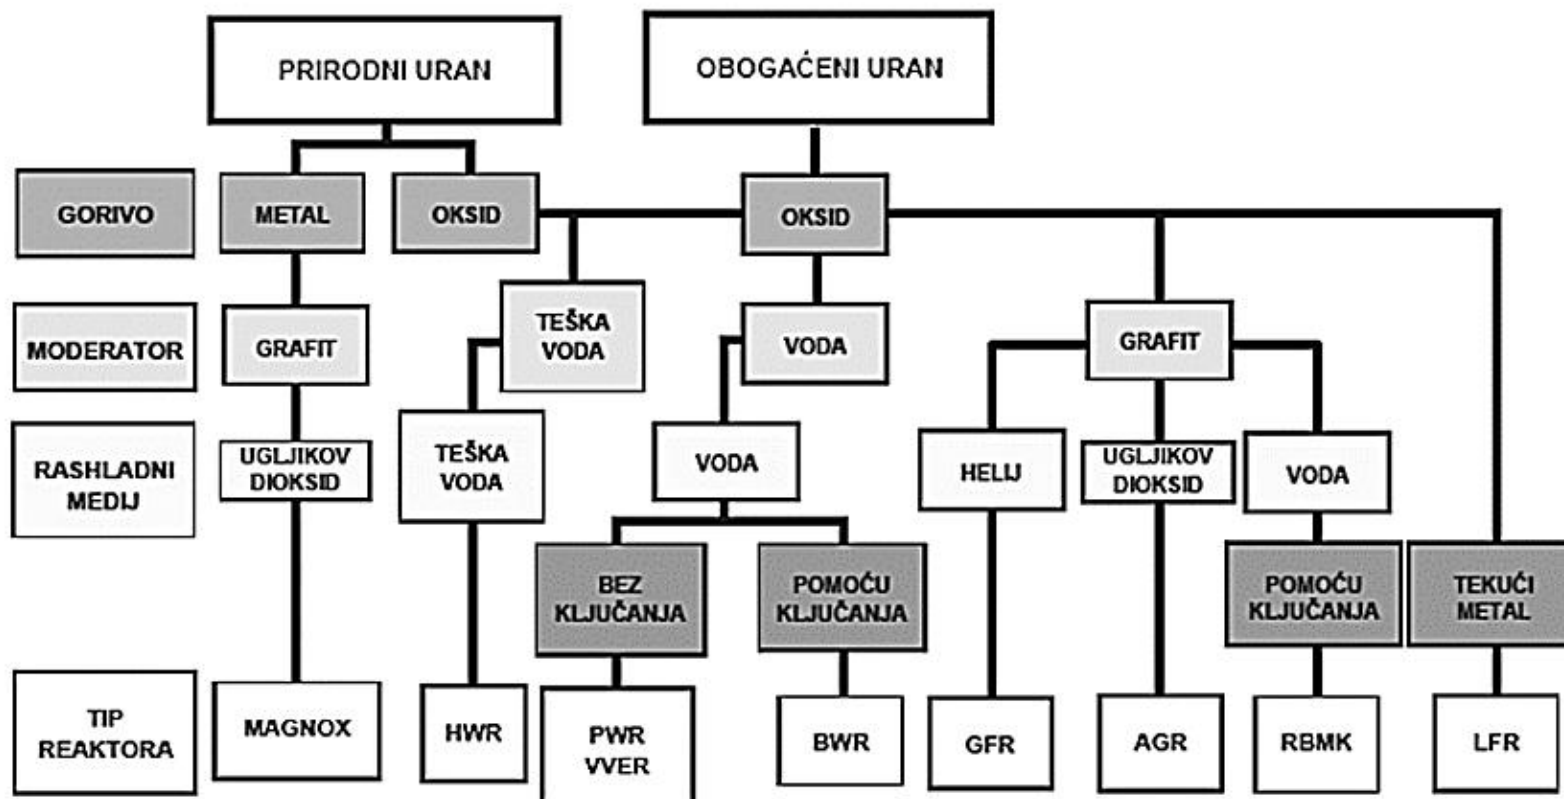 PRIRODNI URAN
OBOGAĆENI URAN
GORIVO
METAL
OKSID
OKSID
MODERATOR
GRAFIT
TEŠKA
VODA
VODA
GRAFIT
RASHLADNI
MEDIJ
UGLJIKOV
DIOKSID
TEŠKA
VODA
VODA
HELIJ
UGLJIKOV
DIOKSID
VODA
BEZ
KLJUČANJA
POMOĆU
KLJUČANJA
POMOĆU
KLJUČANJA
TEKUĆI
METAL
TIP
REAKTORA
MAGNOX
HWR
PWR
VVER
BWR
GFR
AGR
RBMK
LFR